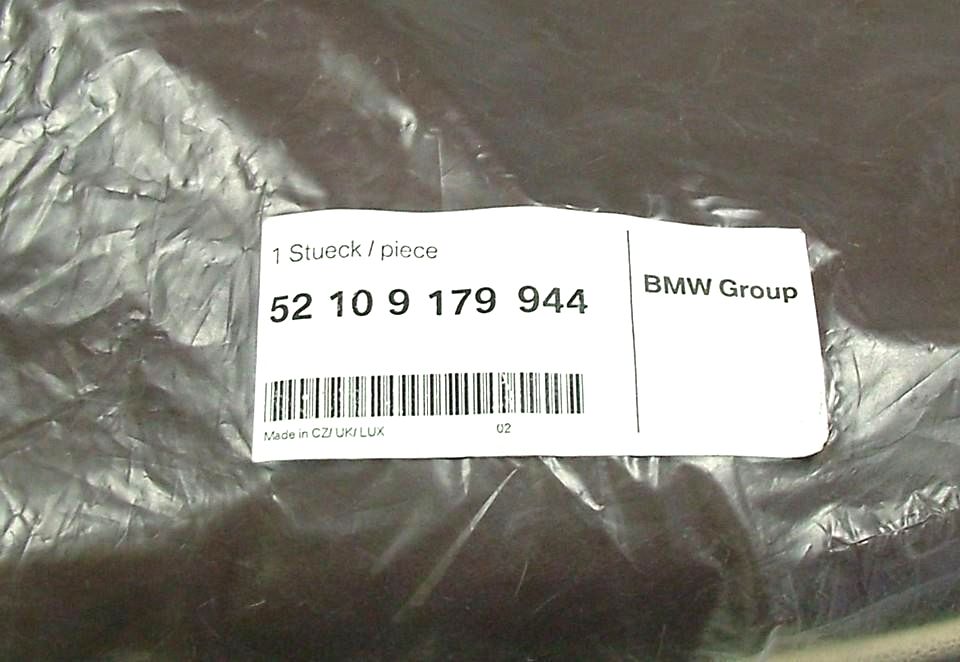 1 Stueck / piece
52 10 9 179 944
BMW Group
Made in CZ/ UK/ LUX 02